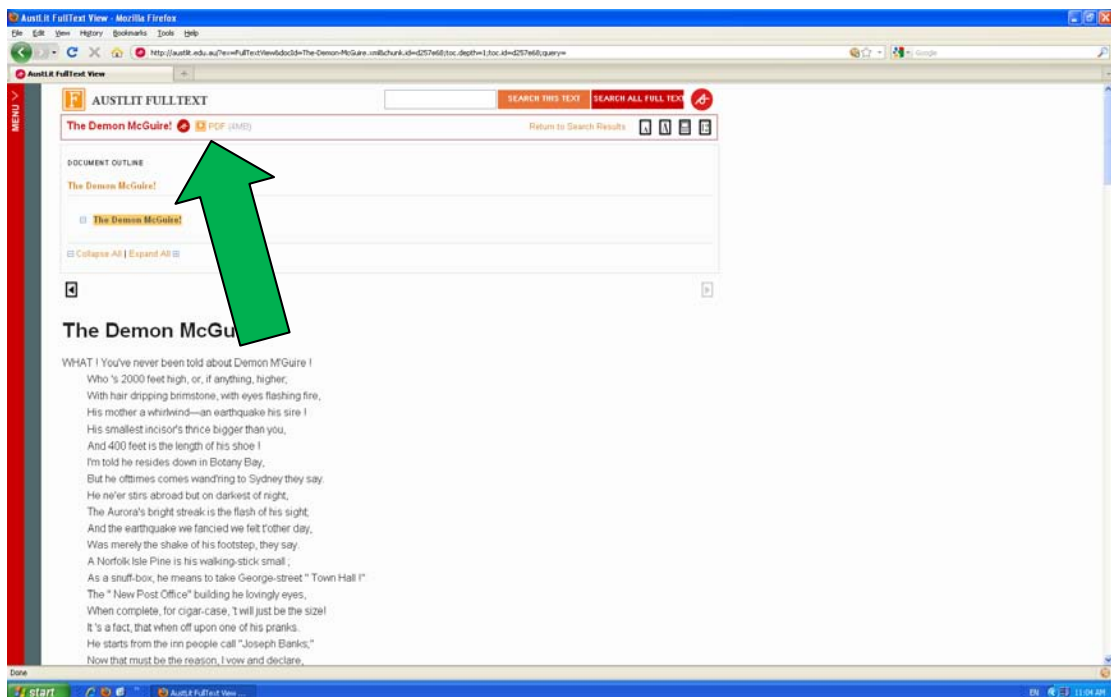 AustLit FullText View - Mozilla Firefox
File Edit View History Bookmarks Tools Help
Google
AustLit FullText View
MENU >
AUSTLIT FULLTEXT
SEARCH THIS TEXT
SEARCH ALL FULL TEXT
The Demon McGuire! PDF (4MB)
Return to Search Results
DOCUMENT OUTLINE
The Demon McGuire!
The Demon McGuire!
Collapse All | Expand All
The Demon McGu
WHAT ! You've never been told about Demon M'Guire !
Who 's 2000 feet high, or, if anything, higher;
With hair dripping brimstone, with eyes flashing fire,
His mother a whirlwind—an earthquake his sire !
His smallest incisor's thrice bigger than you,
And 400 feet is the length of his shoe !
I'm told he resides down in Botany Bay,
But he ofttimes comes wand'ring to Sydney they say.
He ne'er stirs abroad but on darkest of night,
The Aurora's bright streak is the flash of his sight;
And the earthquake we fancied we felt t'other day,
Was merely the shake of his footstep, they say.
A Norfolk Isle Pine is his walking-stick small ;
As a snuff-box, he means to take George-street " Town Hall !"
The " New Post Office" building he lovingly eyes,
When complete, for cigar-case, 't will just be the size!
It 's a fact, that when off upon one of his pranks.
He starts from the inn people call "Joseph Banks;"
Now that must be the reason, I vow and declare,
Done
start
AustLit FullText View ...
EN
11:04 AM